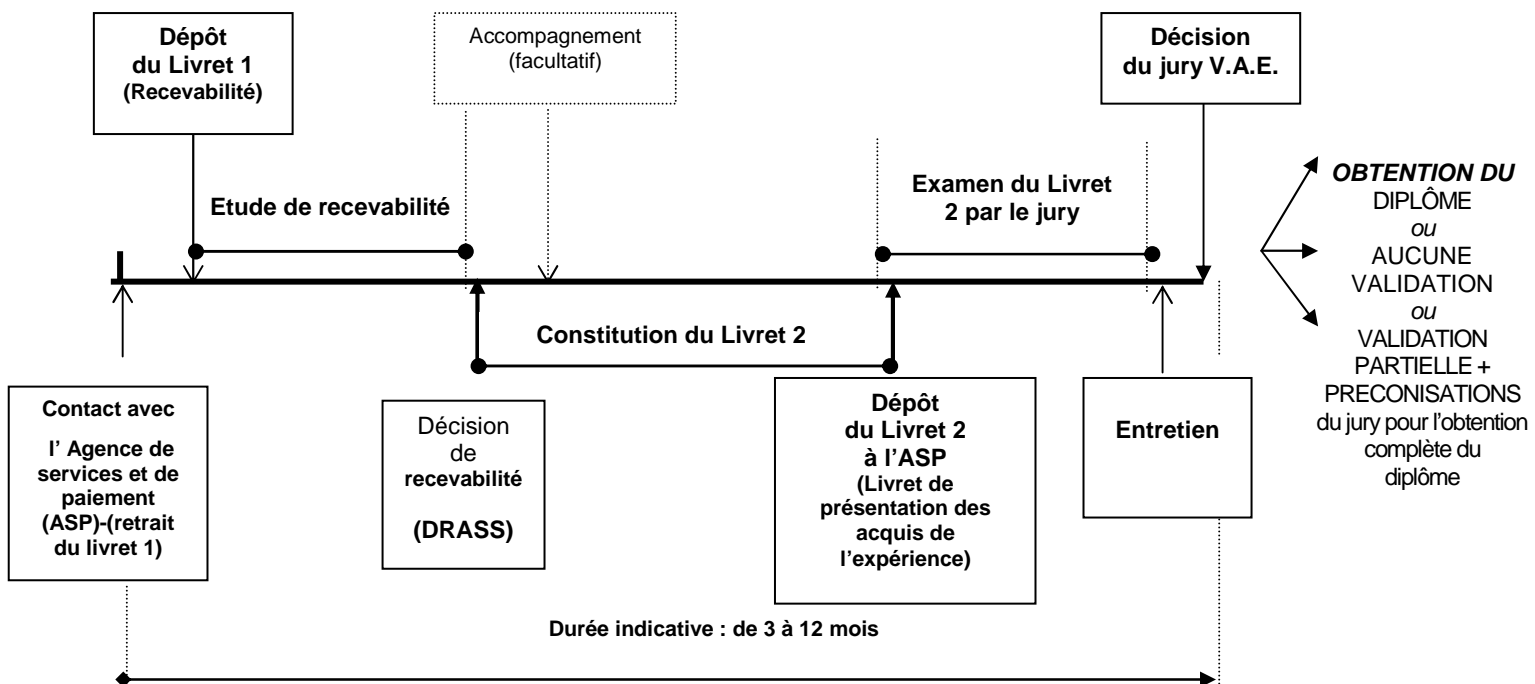 Dépôt
du Livret 1
(Recevabilité)
Accompagnement
(facultatif)
Décision
du jury V.A.E.
Etude de recevabilité
Examen du Livret
2 par le jury
OBTENTION DU
DIPLÔME
ou
AUCUNE
VALIDATION
ou
VALIDATION
PARTIELLE +
PRECONISATIONS
du jury pour l'obtention
complète du
diplôme
Constitution du Livret 2
Contact avec
l' Agence de
services et de
paiement
(ASP)-(retrait
du livret 1)
Décision
de
recevabilité
(DRASS)
Dépôt
du Livret 2
à l'ASP
(Livret de
présentation des
acquis de
l'expérience)
Entretien
Durée indicative : de 3 à 12 mois